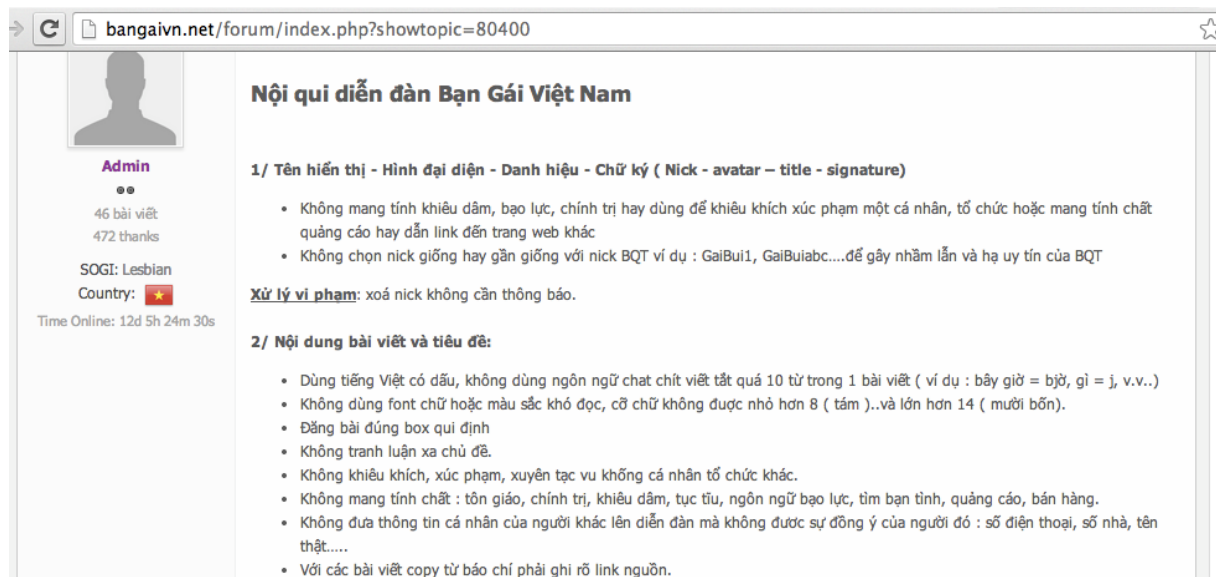 bangaivn.net/forum/index.php?showtopic=80400
Admin
46 bài viết
472 thanks
SOGI: Lesbian
Country:
Time Online: 12d 5h 24m 30s
Nội qui diễn đàn Bạn Gái Việt Nam
1/ Tên hiển thị - Hình đại diện - Danh hiệu - Chữ ký ( Nick - avatar – title - signature)
• Không mang tính khiêu dâm, bạo lực, chính trị hay dùng để khiêu khích xúc phạm một cá nhân, tổ chức hoặc mang tính chất
quảng cáo hay dẫn link đến trang web khác
• Không chọn nick giống hay gần giống với nick BQT ví dụ : GaiBui1, GaiBuiabc....để gây nhầm lẫn và hạ uy tín của BQT
Xử lý vi phạm: xoá nick không cần thông báo.
2/ Nội dung bài viết và tiêu đề:
• Dùng tiếng Việt có dấu, không dùng ngôn ngữ chat chít viết tắt quá 10 từ trong 1 bài viết ( ví dụ : bây giờ = bjờ, gì = j, v.v..)
• Không dùng font chữ hoặc màu sắc khó đọc, cỡ chữ không được nhỏ hơn 8 ( tám )..và lớn hơn 14 ( mười bốn).
• Đăng bài đúng box qui định
• Không tranh luận xa chủ đề.
• Không khiêu khích, xúc phạm, xuyên tạc vu khống cá nhân tổ chức khác.
• Không mang tính chất : tôn giáo, chính trị, khiêu dâm, tục tĩu, ngôn ngữ bạo lực, tìm bạn tình, quảng cáo, bán hàng.
• Không đưa thông tin cá nhân của người khác lên diễn đàn mà không đươc sự đồng ý của người đó : số điện thoại, số nhà, tên
thật.....
• Với các bài viết copy từ báo chí phải ghi rõ link nguồn.